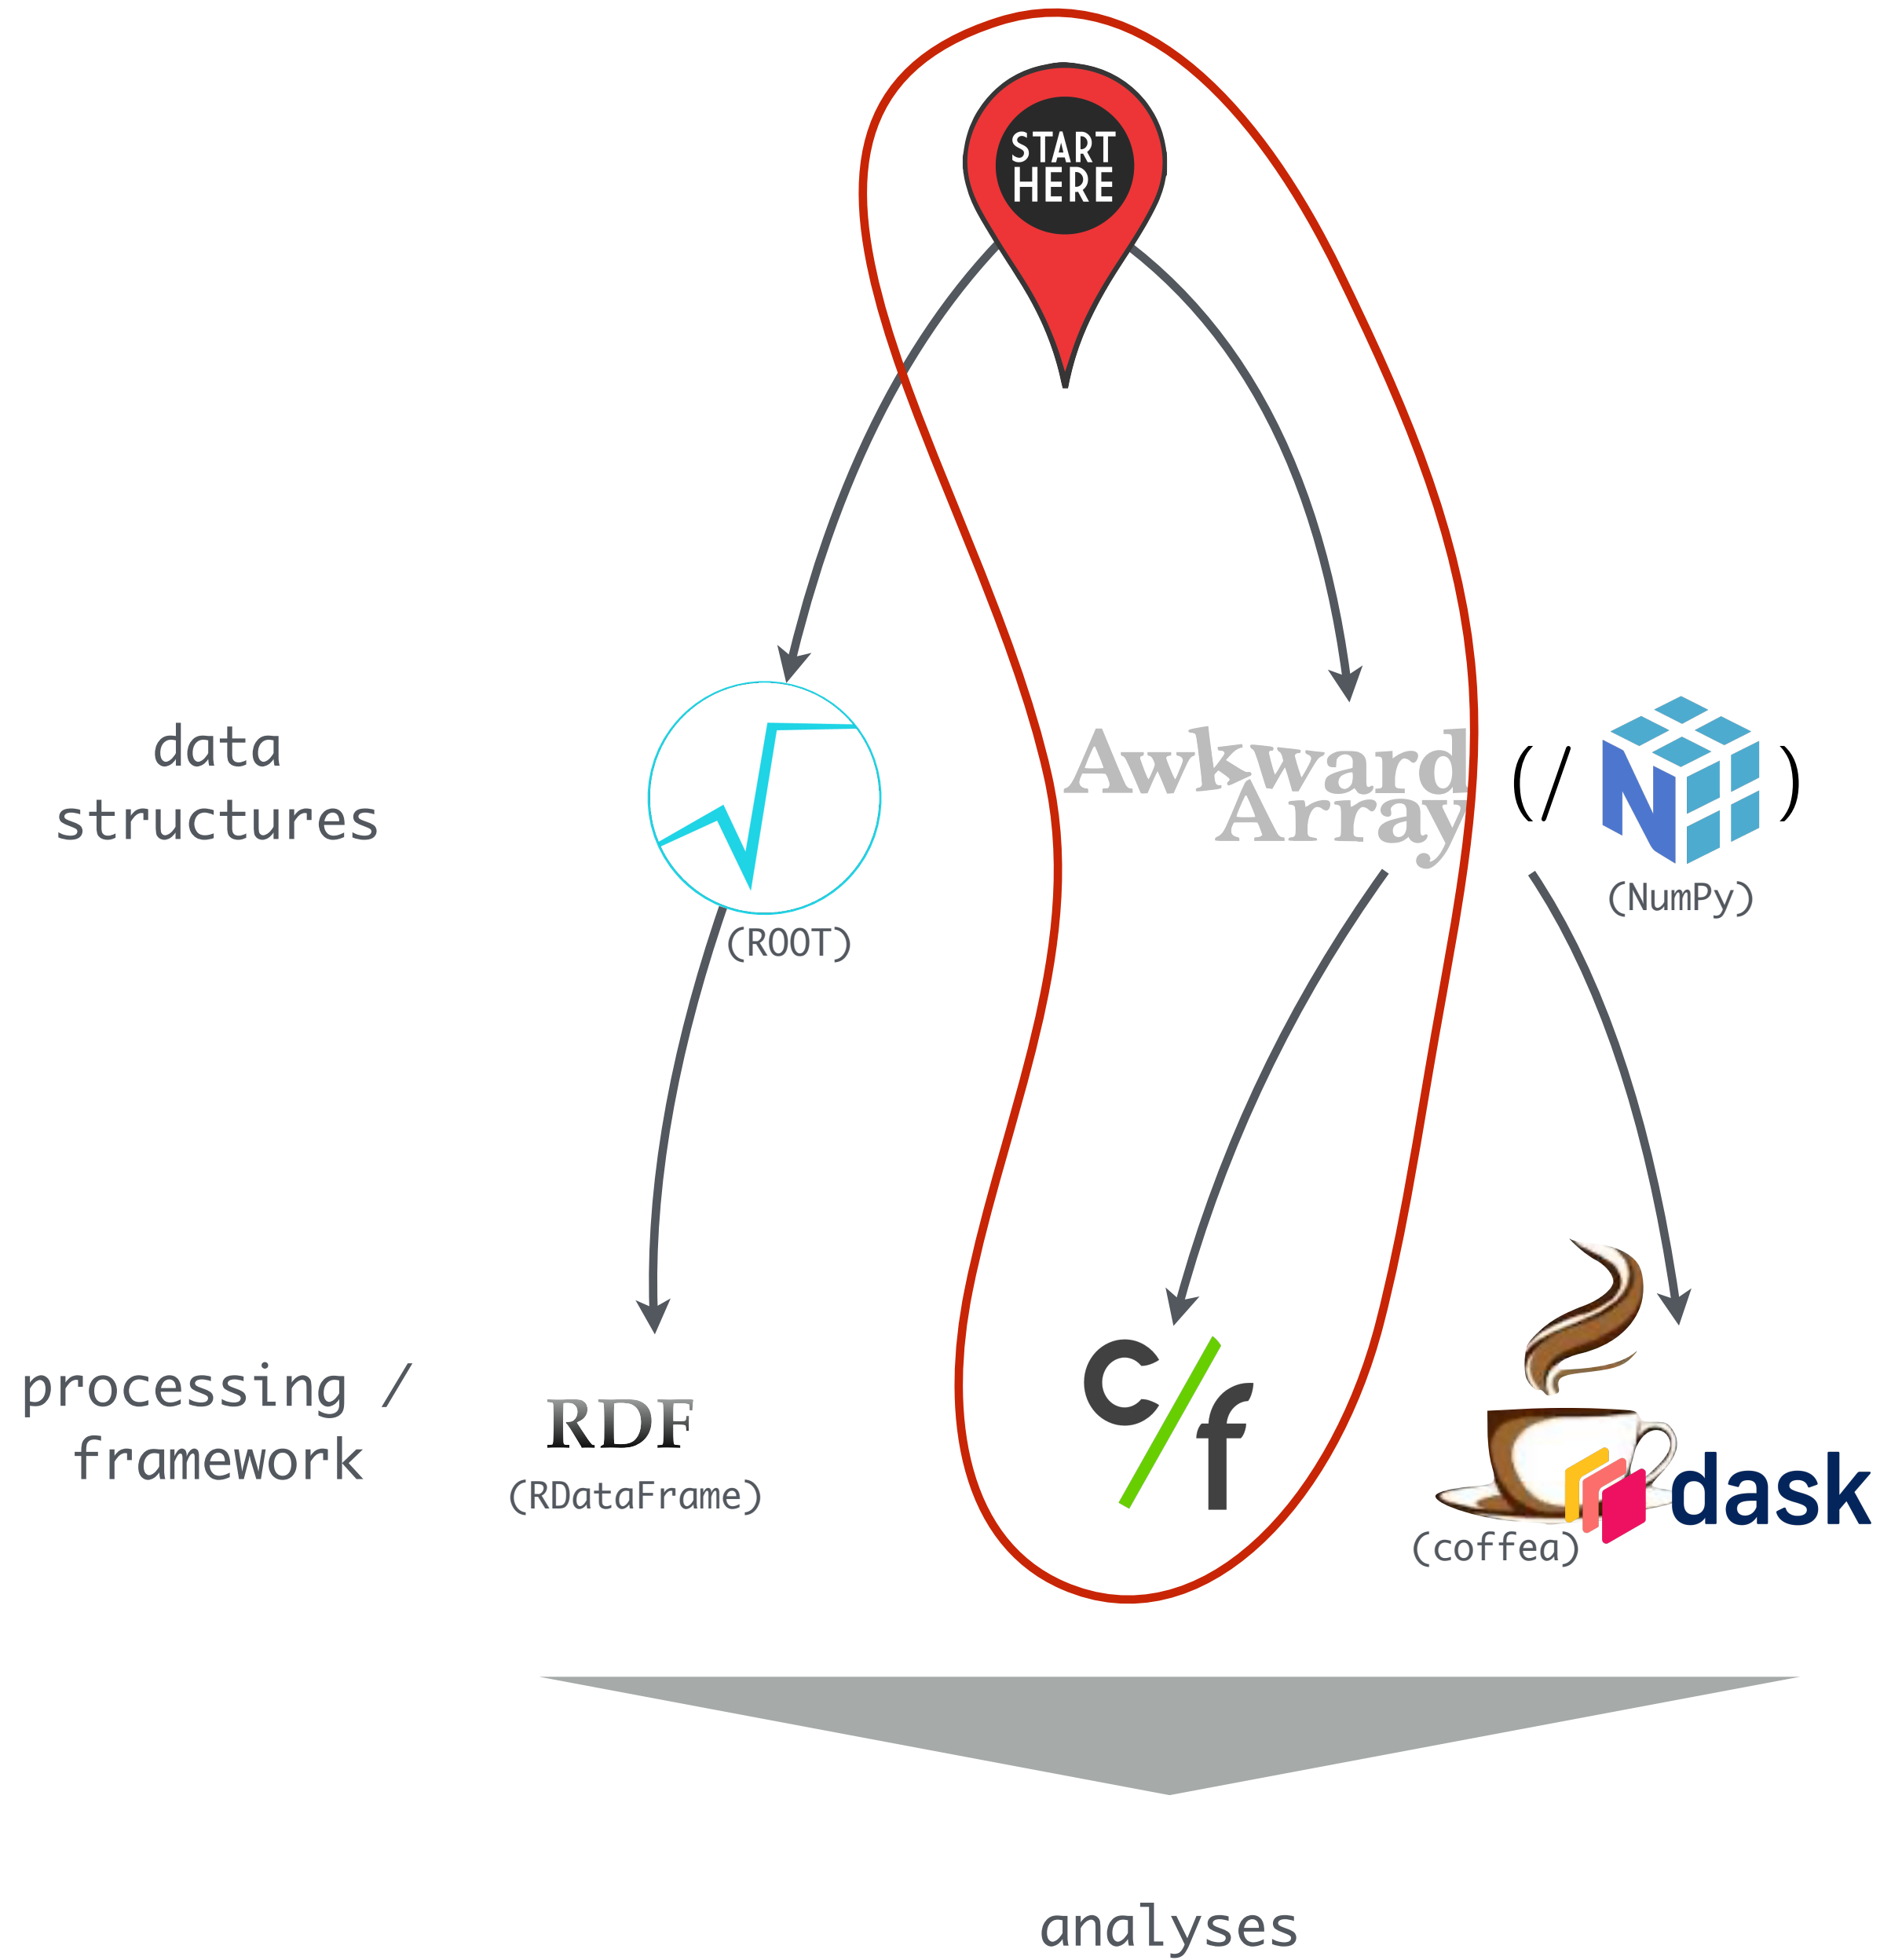 START
HERE
data
structures
(ROOT)
Awkward
Array
(/ N )
(NumPy)
processing /
framework
RDF
(RDataFrame)
c/f
dask
(coffea)
analyses